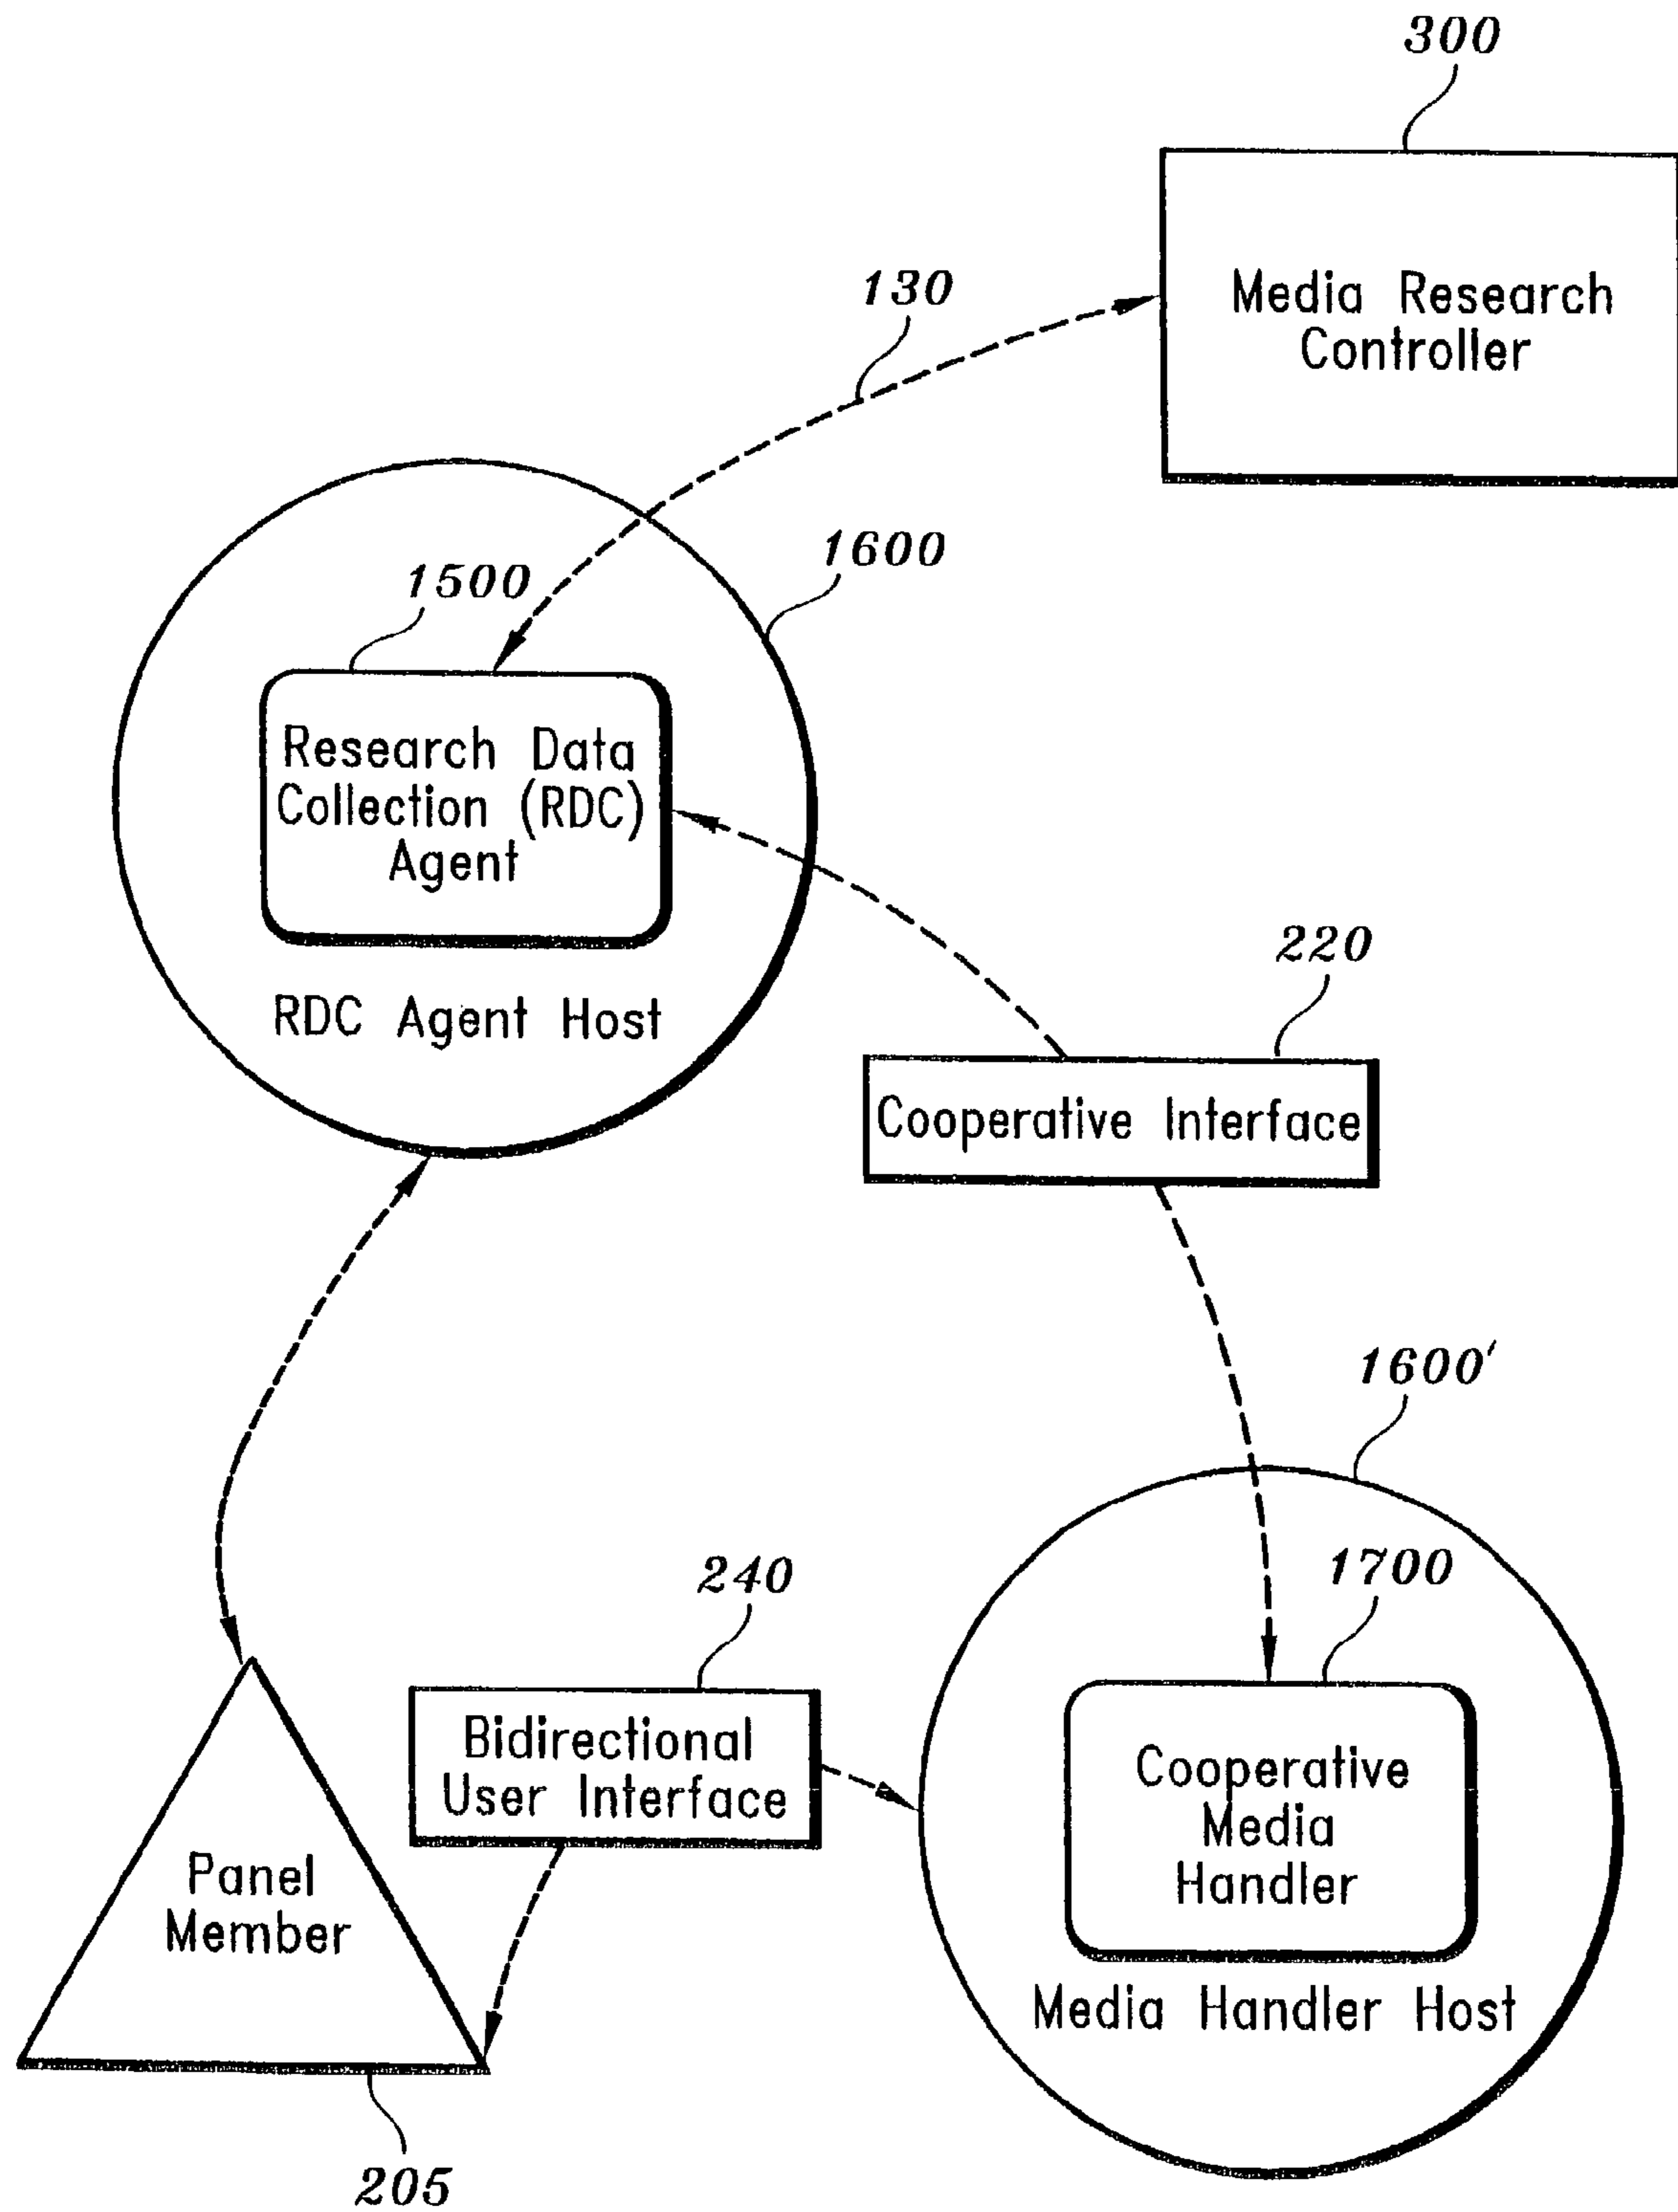 300
Media Research
Controller
130
1600
1500
Research Data
Collection (RDC)
Agent
RDC Agent Host
220
Cooperative Interface
1600'
1700
240
Bidirectional
User Interface
Cooperative
Media
Handler
Media Handler Host
Panel
Member
205